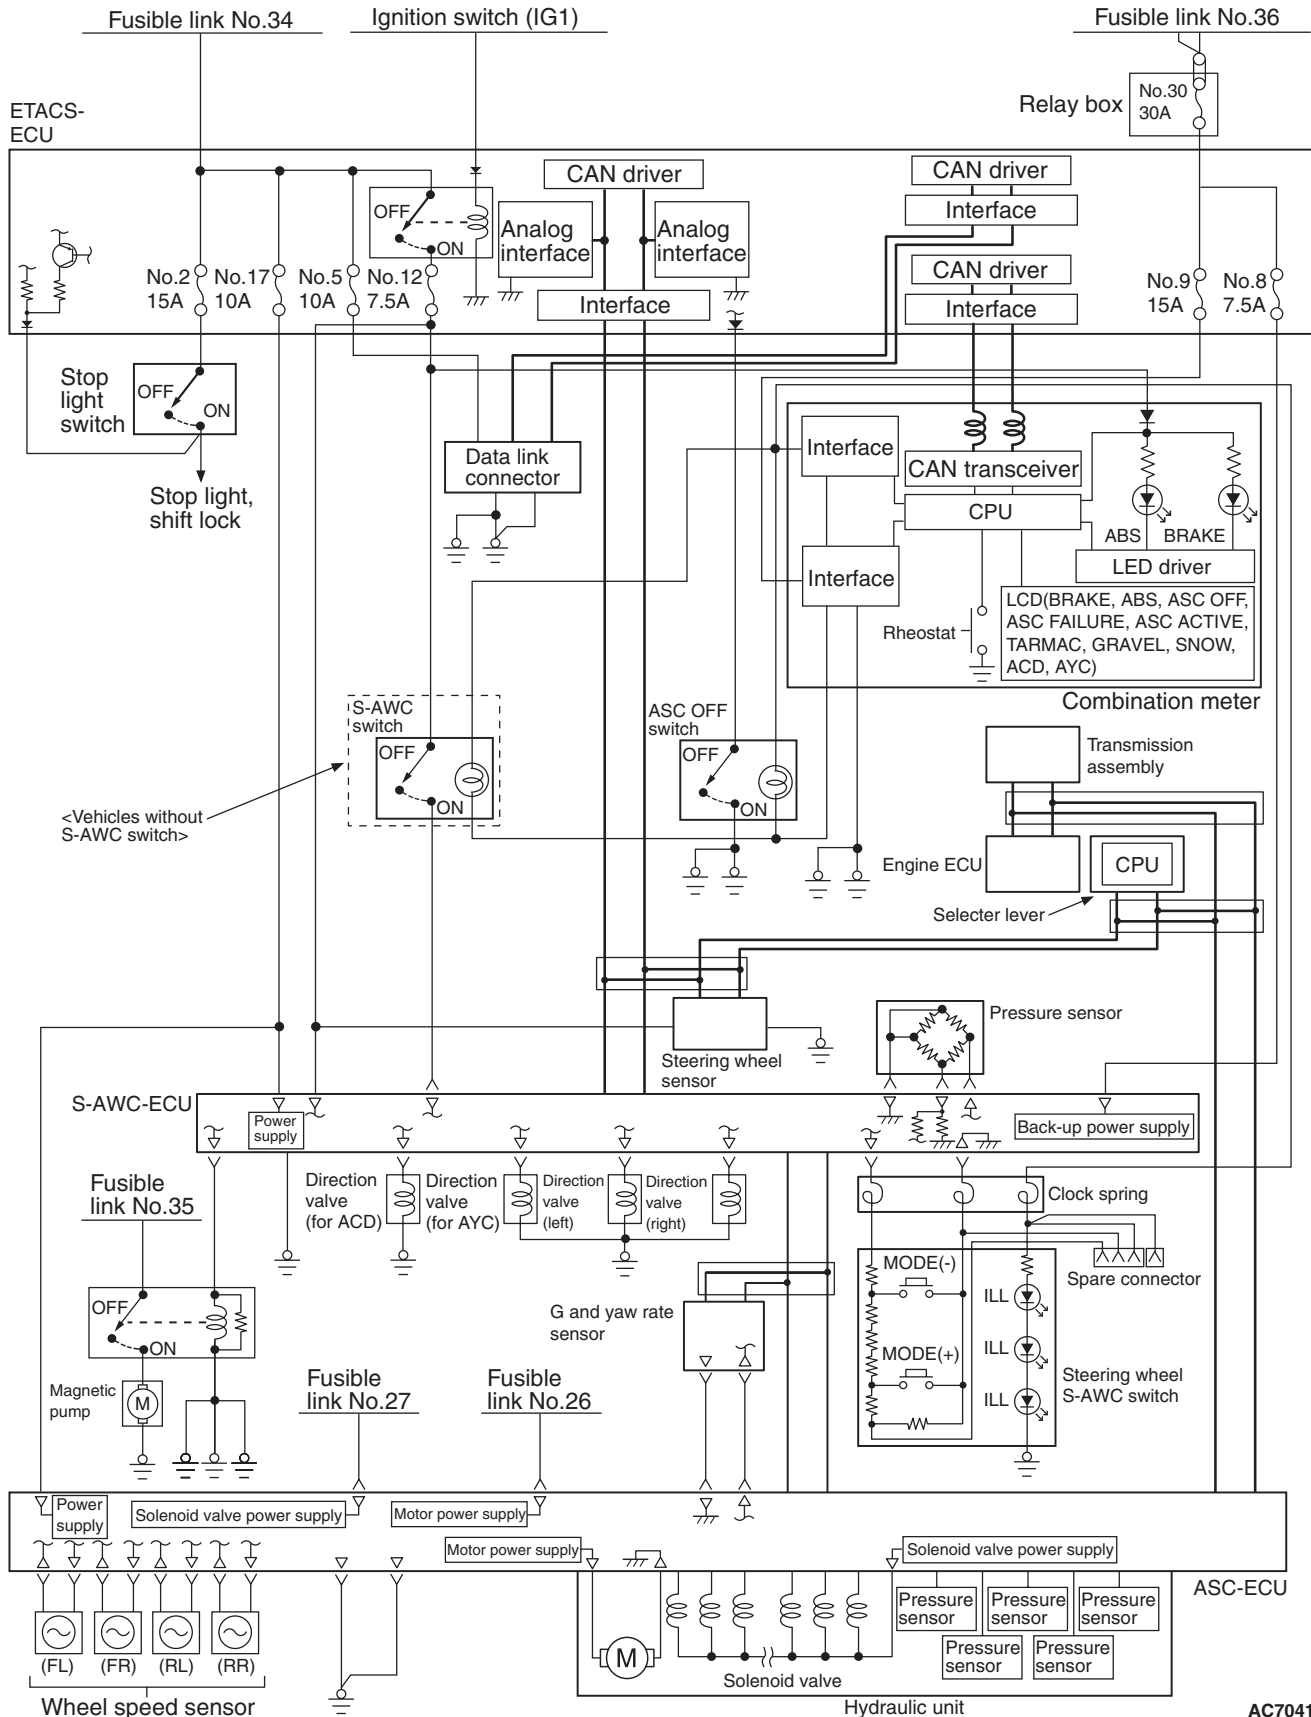 Fusible link No.34
Ignition switch (IG1)
Fusible link No.36
Relay box
No.30
30A
ETACS-
ECU
CAN driver
CAN driver
Interface
OFF
ON
Analog
interface
Analog
interface
CAN driver
Interface
Interface
No.2
15A
No.17
10A
No.5
10A
No.12
7.5A
No.9
15A
No.8
7.5A
Stop
light
switch
OFF
ON
Stop light,
shift lock
Data link
connector
Interface
CAN transceiver
CPU
ABS
BRAKE
LED driver
Interface
Rheostat
LCD(BRAKE, ABS, ASC OFF,
ASC FAILURE, ASC ACTIVE,
TARMAC, GRAVEL, SNOW,
ACD, AYC)
Combination meter
S-AWC
switch
OFF
ON
ASC OFF
switch
OFF
ON
<Vehicles without
S-AWC switch>
Transmission
assembly
Engine ECU
CPU
Selecter lever
Steering wheel
sensor
Pressure sensor
S-AWC-ECU
Power
supply
Back-up power supply
Fusible
link No.35
Direction
valve
(for ACD)
Direction
valve
(for AYC)
Direction
valve
(left)
Direction
valve
(right)
Clock spring
Spare connector
MODE(-)
MODE(+)
ILL
ILL
ILL
Steering wheel
S-AWC switch
G and yaw rate
sensor
OFF
ON
Magnetic
pump
M
Fusible
link No.27
Fusible
link No.26
Power
supply
Solenoid valve power supply
Motor power supply
Motor power supply
Solenoid valve power supply
ASC-ECU
(FL)
(FR)
(RL)
(RR)
Wheel speed sensor
M
Solenoid valve
Pressure
sensor
Pressure
sensor
Pressure
sensor
Pressure
sensor
Pressure
sensor
Hydraulic unit
AC7041